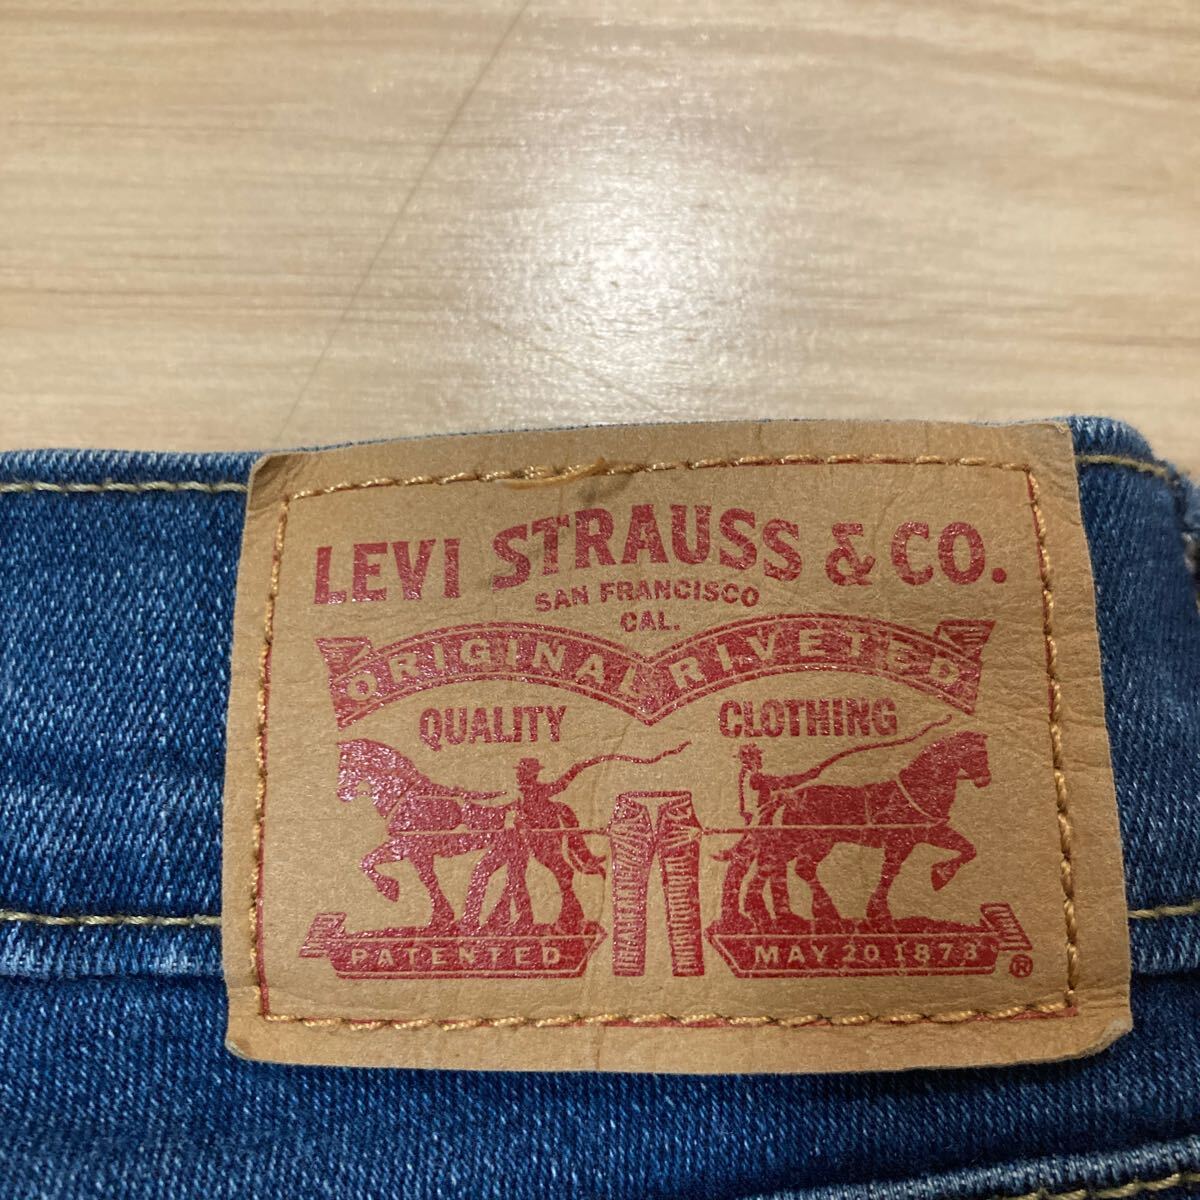 LEVI STRAUSS & CO.
SAN FRANCISCO
CAL.
ORIGINAL RIVETED
QUALITY CLOTHING
PATENTED MAY 20 1873
®